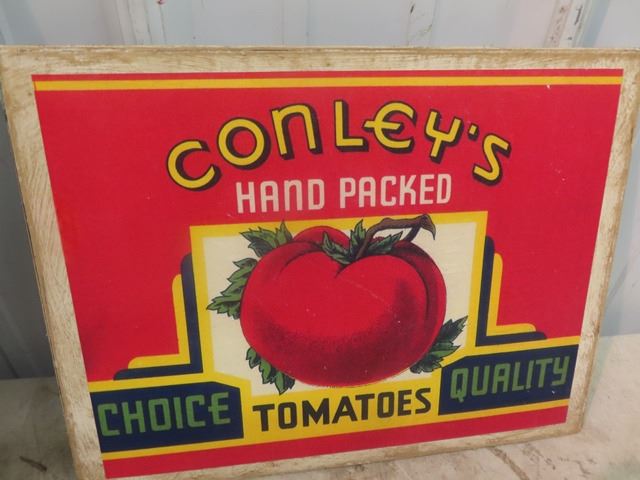 CONLEY'S
HAND PACKED
CHOICE TOMATOES QUALITY